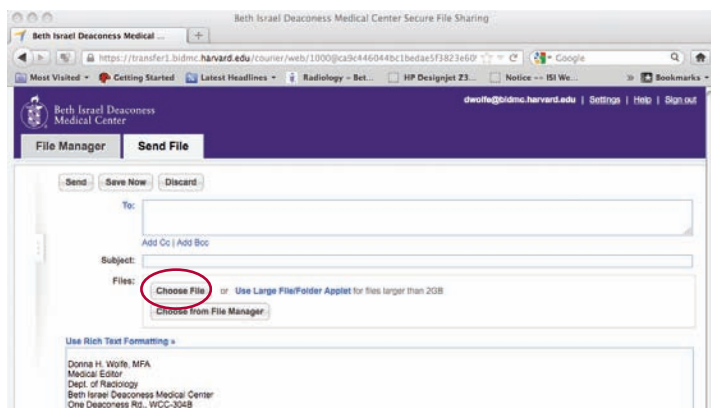 Beth Israel Deaconess Medical Center Secure File Sharing
Beth Israel Deaconess Medical ...
https://transfer1.bidmc.harvard.edu/courier/web/1000@ca9c446044bc1bedae5f3823e60
Google
Most Visited Getting Started Latest Headlines Radiology - Bet... HP Designjet Z3... Notice -- ISI We... » Bookmarks
dwolfe@bidmc.harvard.edu | Settings | Help | Sign out
Beth Israel Deaconess
Medical Center
File Manager Send File
Send Save Now Discard
To:
Add Cc | Add Bcc
Subject:
Files:
Choose File or Use Large File/Folder Applet for files larger than 2GB
Choose from File Manager
Use Rich Text Formatting »
Donna H. Wolfe, MFA
Medical Editor
Dept. of Radiology
Beth Israel Deaconess Medical Center
One Deaconess Rd., WCC-304B